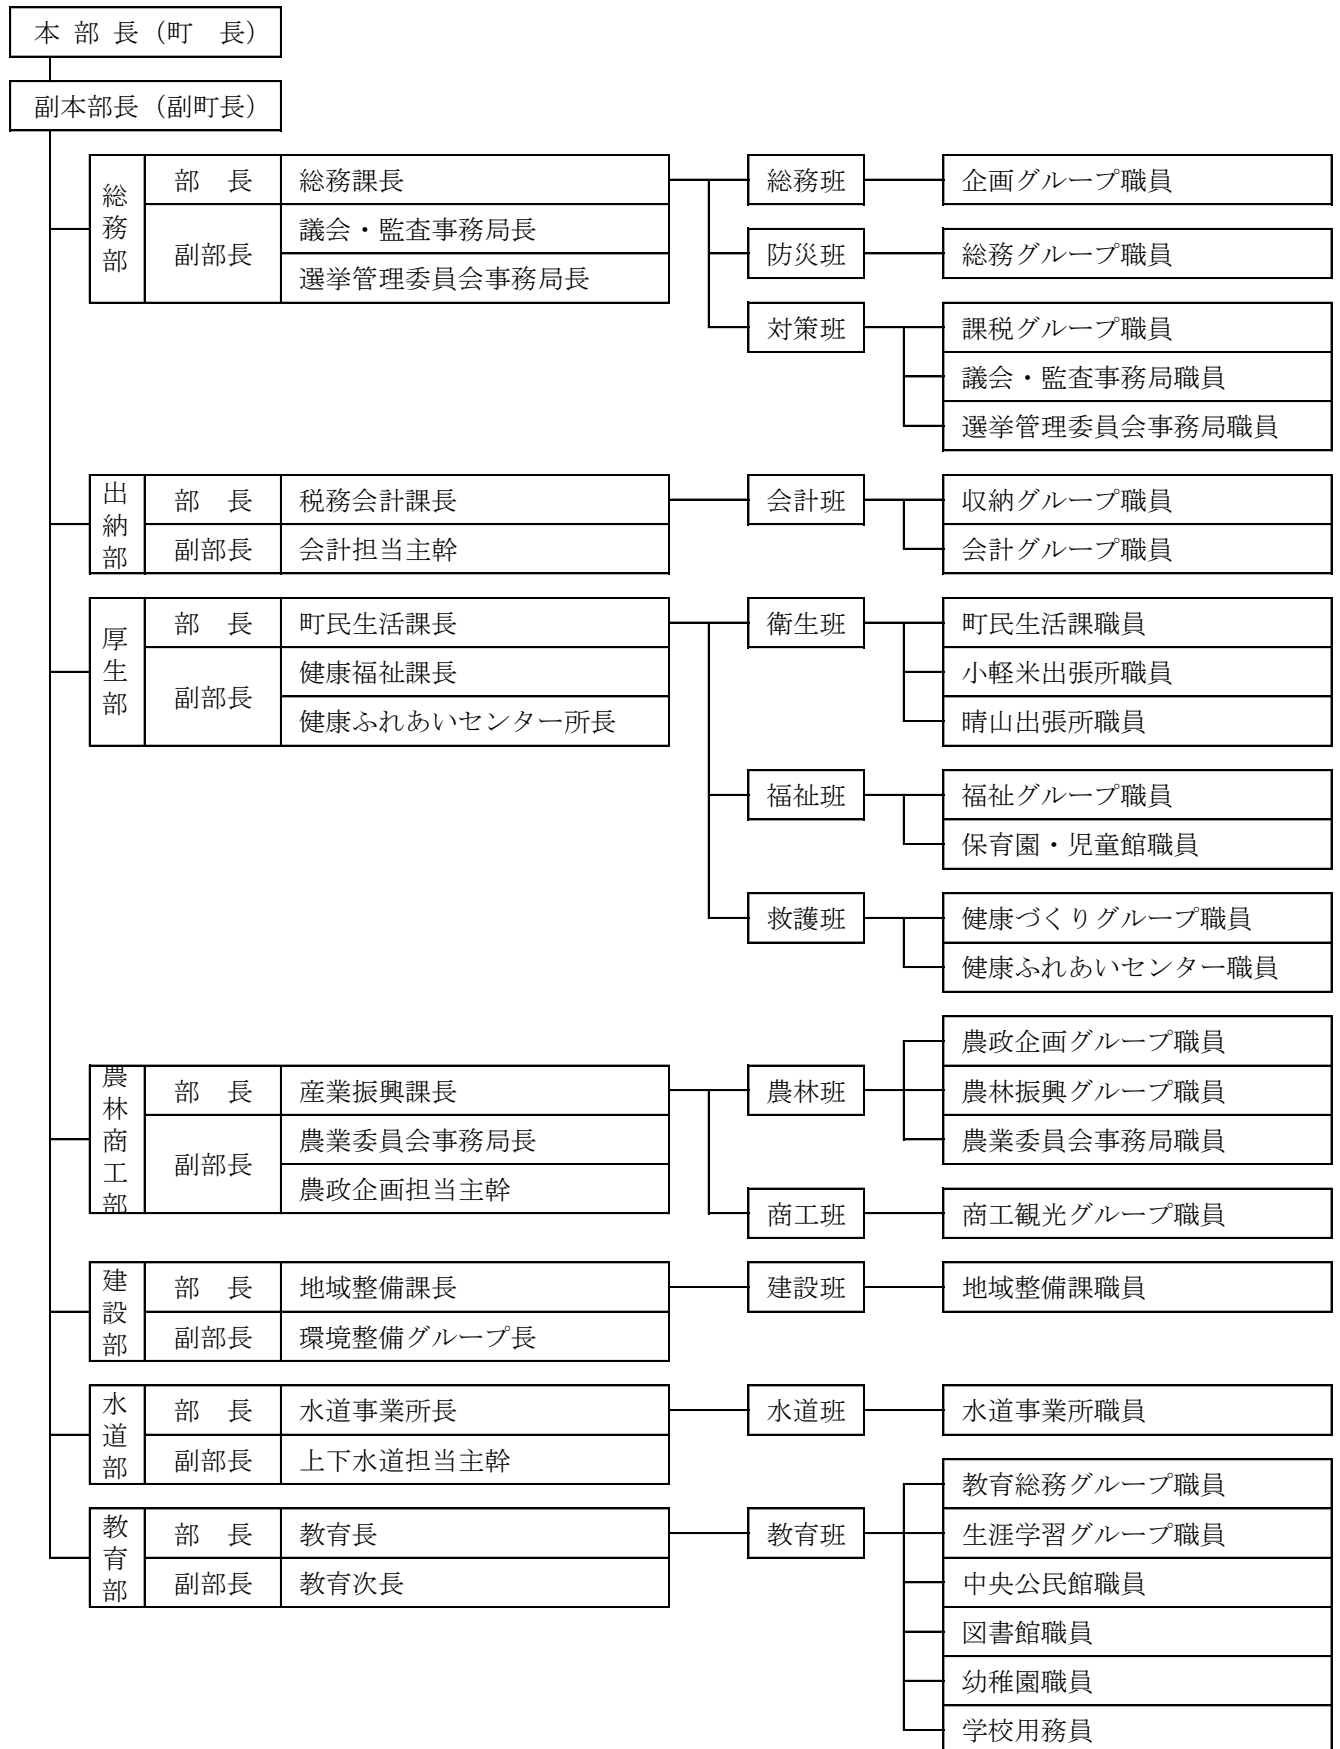 本 部 長（町　長）
副本部長（副町長）
総務部
部　長
総務課長
副部長
議会・監査事務局長
選挙管理委員会事務局長
総務班
企画グループ職員
防災班
総務グループ職員
対策班
課税グループ職員
議会・監査事務局職員
選挙管理委員会事務局職員
出納部
部　長
税務会計課長
副部長
会計担当主幹
会計班
収納グループ職員
会計グループ職員
厚生部
部　長
町民生活課長
副部長
健康福祉課長
健康ふれあいセンター所長
衛生班
町民生活課職員
小軽米出張所職員
晴山出張所職員
福祉班
福祉グループ職員
保育園・児童館職員
救護班
健康づくりグループ職員
健康ふれあいセンター職員
農林商工部
部　長
産業振興課長
副部長
農業委員会事務局長
農政企画担当主幹
農林班
農政企画グループ職員
農林振興グループ職員
農業委員会事務局職員
商工班
商工観光グループ職員
建設部
部　長
地域整備課長
副部長
環境整備グループ長
建設班
地域整備課職員
水道部
部　長
水道事業所長
副部長
上下水道担当主幹
水道班
水道事業所職員
教育部
部　長
教育長
副部長
教育次長
教育班
教育総務グループ職員
生涯学習グループ職員
中央公民館職員
図書館職員
幼稚園職員
学校用務員